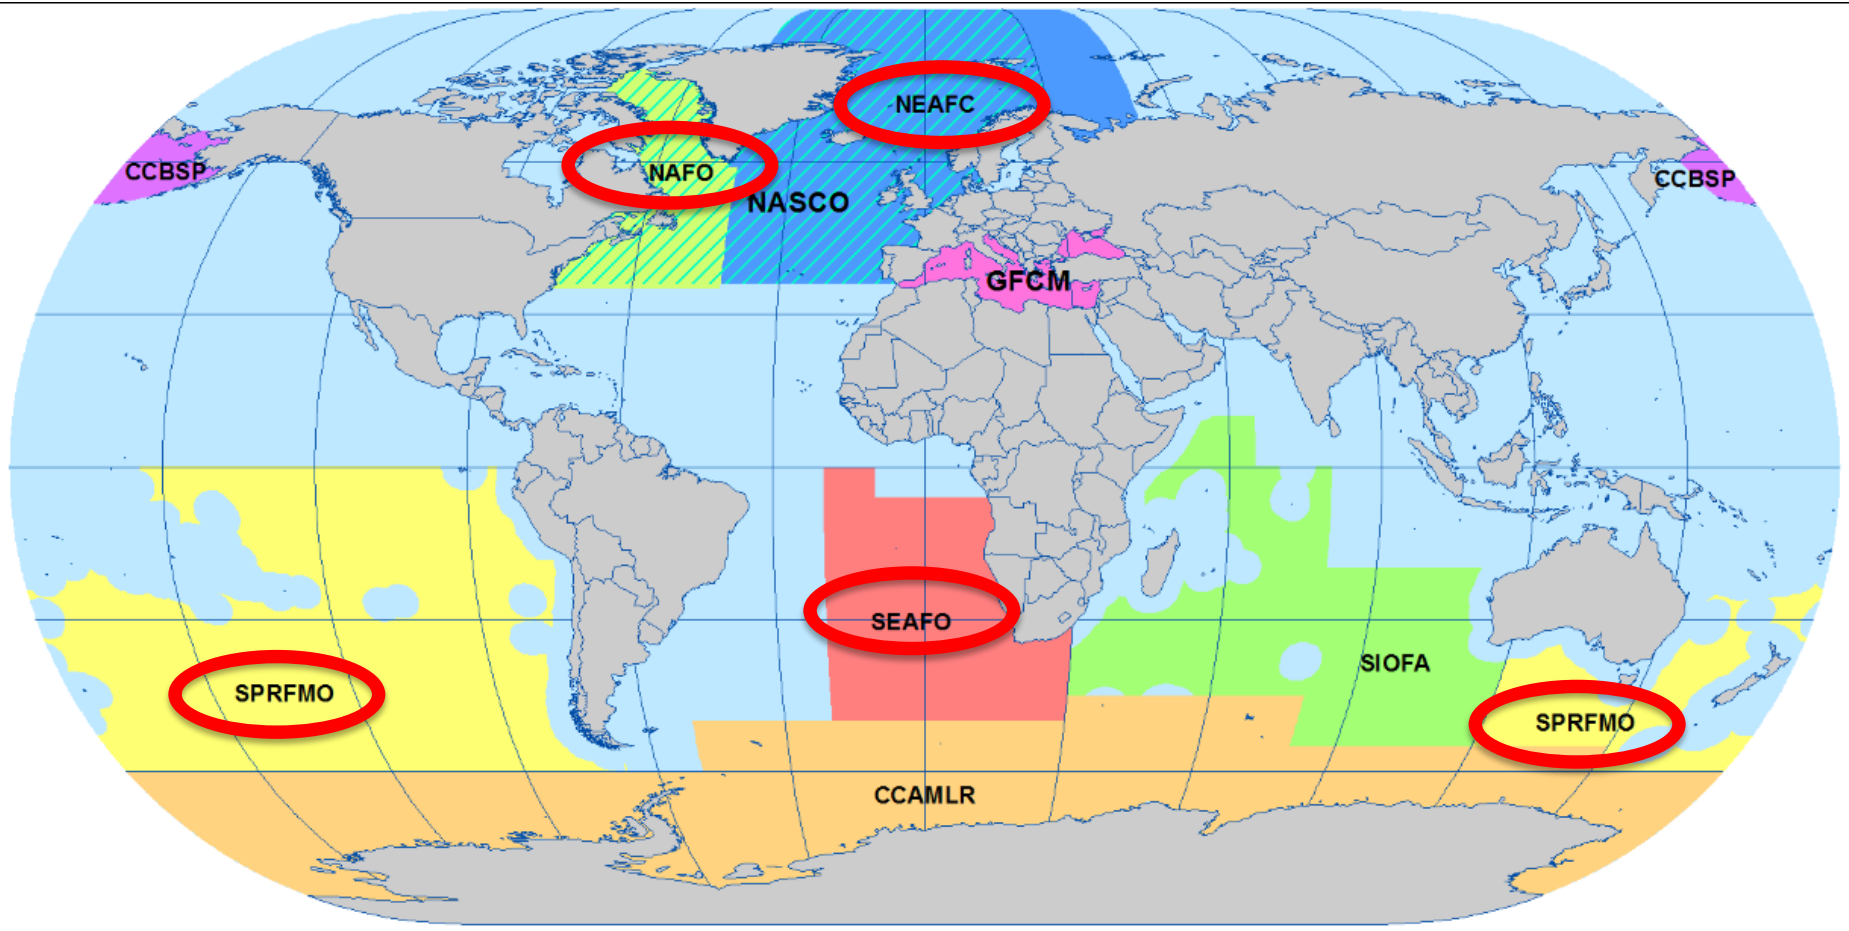 NEAFC
CCBSP
NAFO
CCBSP
NASCO
GFCM
SEAFO
SIOFA
SPRFMO
SPRFMO
CCAMLR